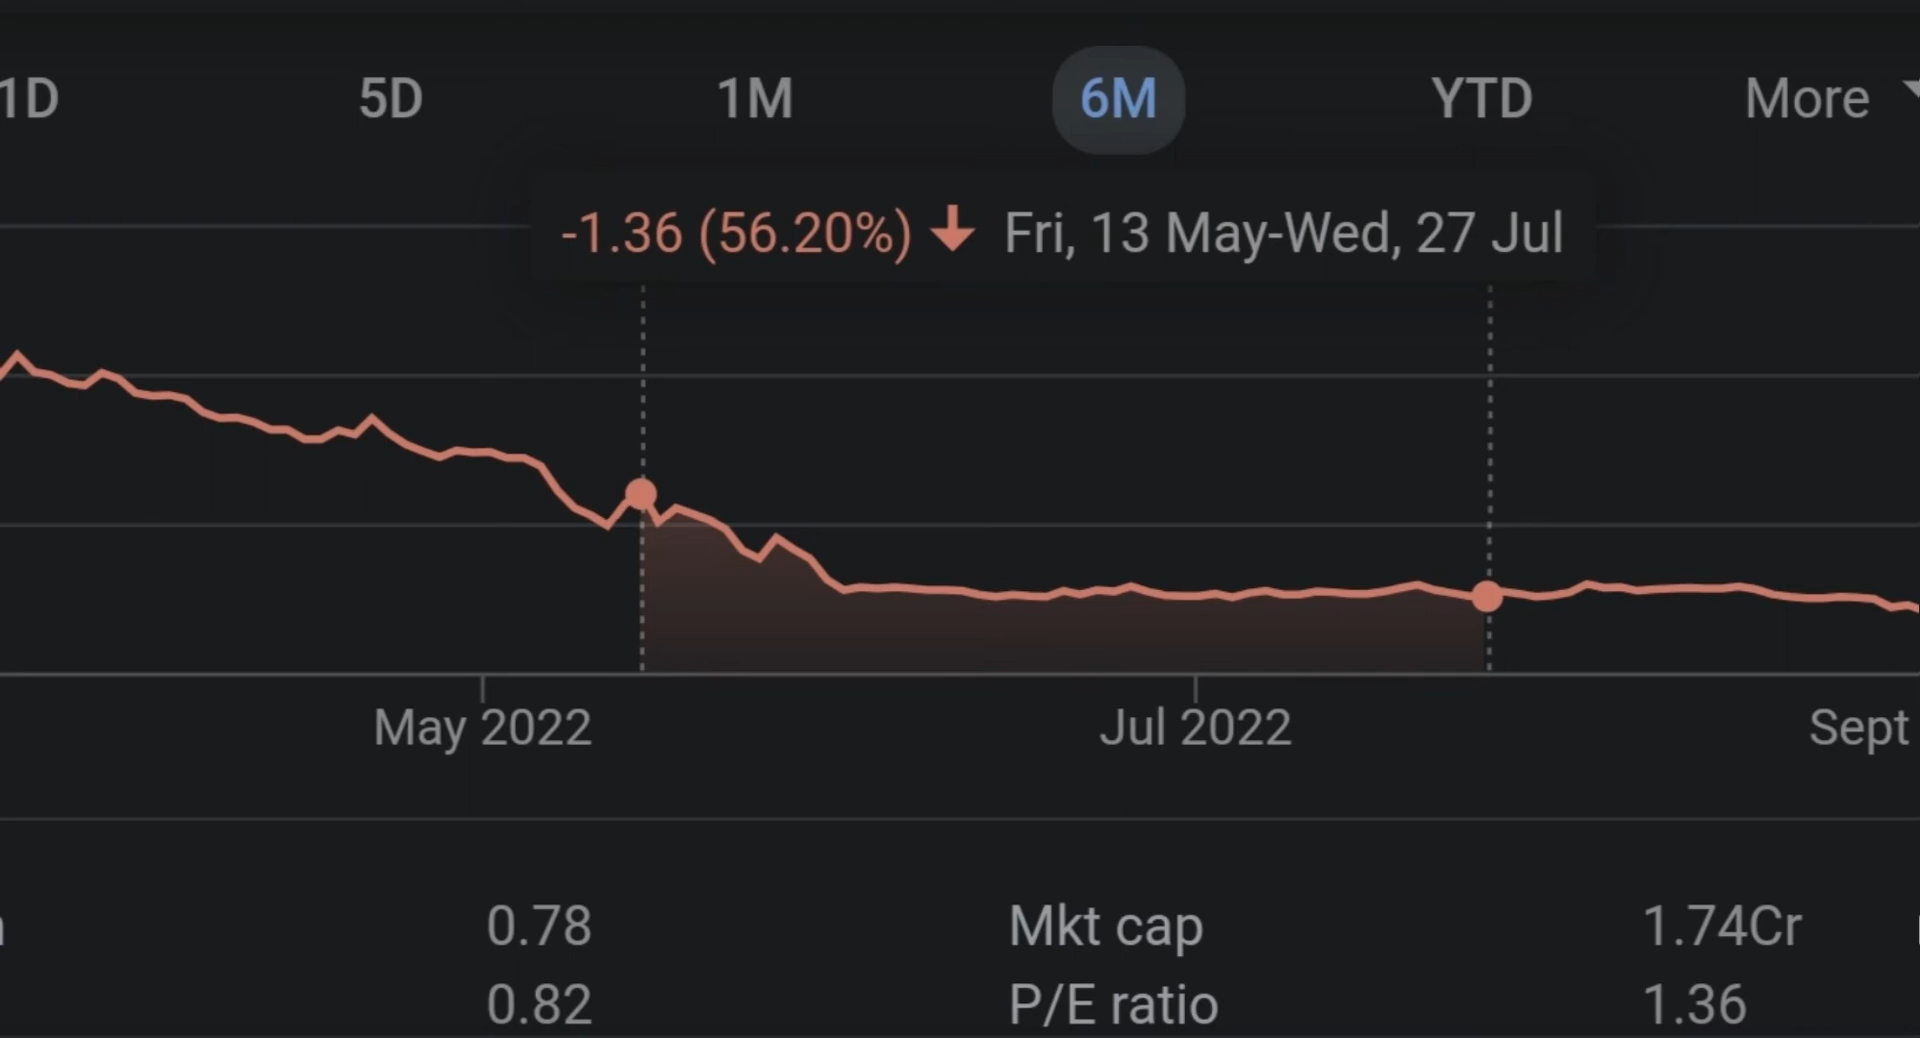 1D 5D 1M 6M YTD More
-1.36 (56.20%) Fri, 13 May-Wed, 27 Jul
May 2022 Jul 2022 Sept
0.78 Mkt cap 1.74Cr
0.82 P/E ratio 1.36